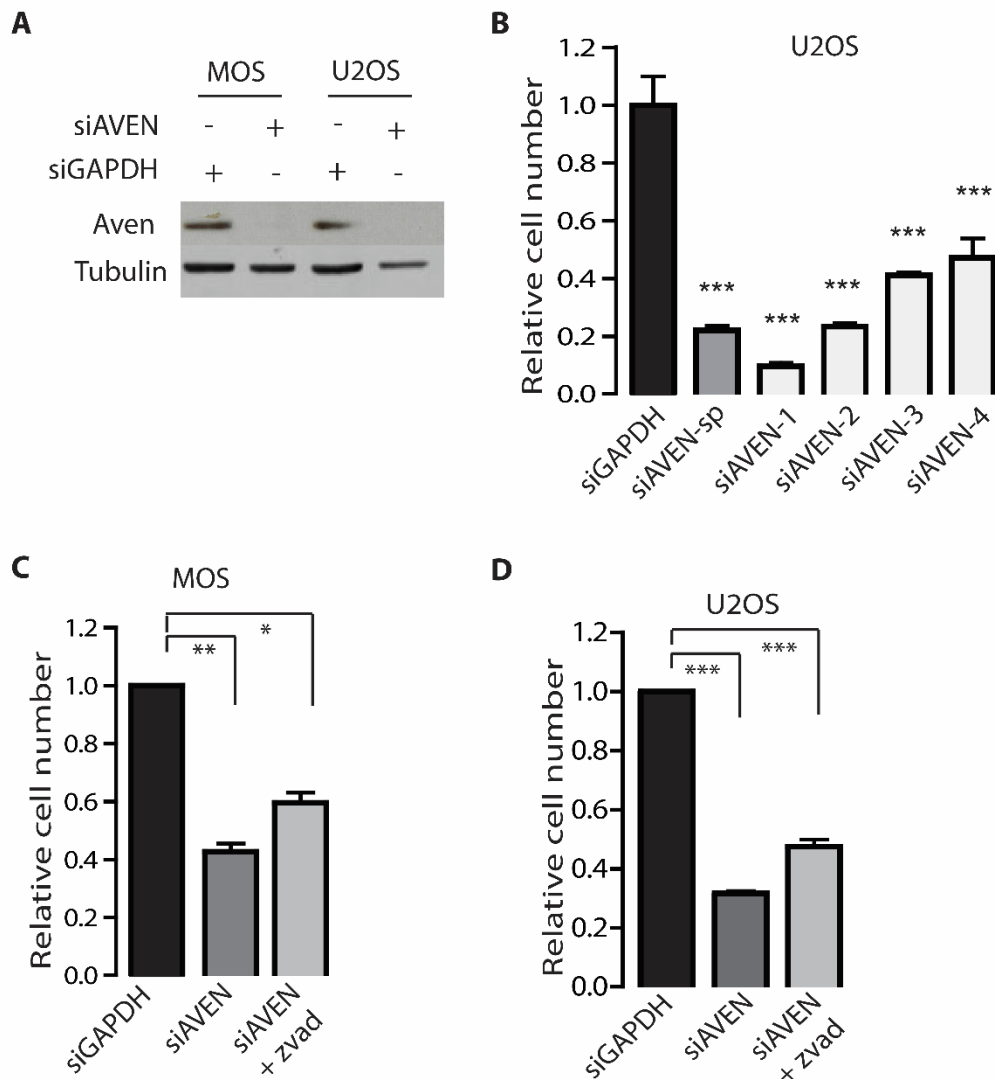 A
MOS U2OS
siAVEN - + - +
siGAPDH + - + -
Aven
Tubulin
B
U2OS
Relative cell number
1.2
1.0
0.8
0.6
0.4
0.2
0.0
***
***
***
***
***
siGAPDH
siAVEN-sp
siAVEN-1
siAVEN-2
siAVEN-3
siAVEN-4
C
MOS
Relative cell number
1.2
1.0
0.8
0.6
0.4
0.2
0.0
**
*
siGAPDH
siAVEN
siAVEN
+ zvad
D
U2OS
Relative cell number
1.2
1.0
0.8
0.6
0.4
0.2
0.0
***
***
siGAPDH
siAVEN
siAVEN
+ zvad